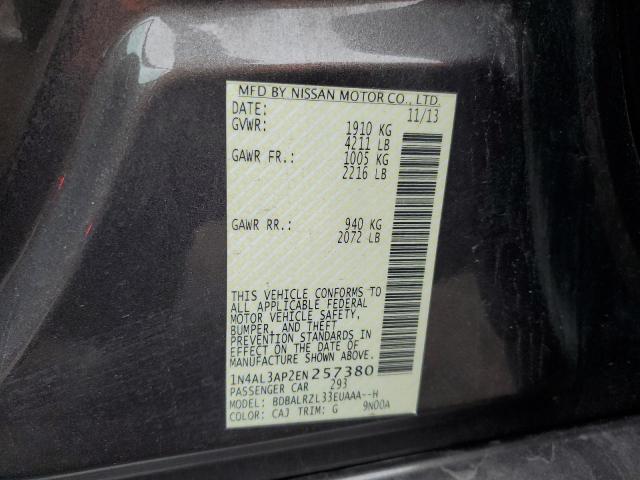 MFD BY NISSAN MOTOR CO., LTD.
DATE: 11/13
GVWR: 1910 KG
4211 LB
GAWR FR.: 1005 KG
2216 LB
GAWR RR.: 940 KG
2072 LB
THIS VEHICLE CONFORMS TO
ALL APPLICABLE FEDERAL
MOTOR VEHICLE SAFETY,
BUMPER, AND THEFT
PREVENTION STANDARDS IN
EFFECT ON THE DATE OF
MANUFACTURE SHOWN ABOVE.
1N4AL3AP2EN257380
PASSENGER CAR 293
MODEL: BDBALRZL33EUAAA--H
COLOR: CAJ TRIM: G 9N00A